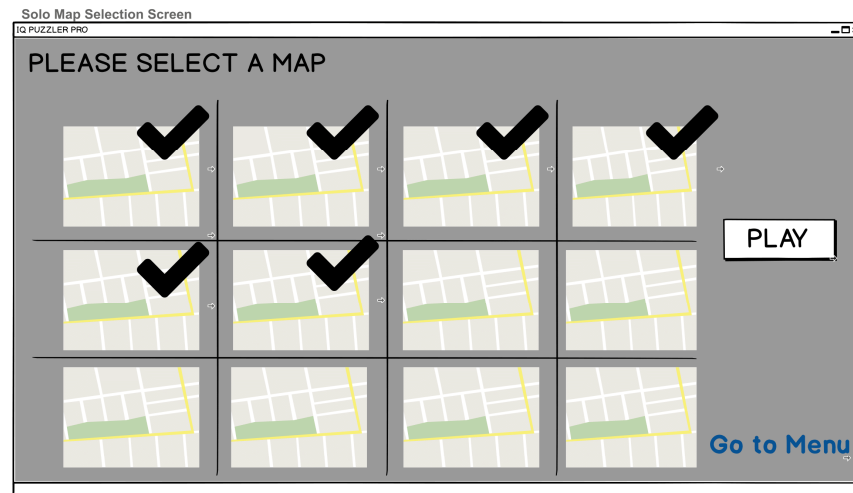 Solo Map Selection Screen
IQ PUZZLER PRO
PLEASE SELECT A MAP
PLAY
Go to Menu